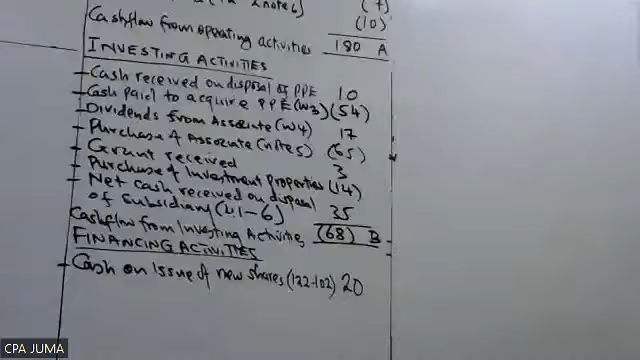 (7)
(10)
Cashflow from operating activities 180 A
INVESTING ACTIVITIES
- Cash received on disposal of PPE 10
- Cash paid to acquire PPE (W3) (54)
- Dividends from Associate (W4) 17
- Purchase of Associate (note 5) (65)
- Grant received 3
- Purchase of Investment properties (14)
- Net cash received on disposal
of subsidiary (41-6) 35
Cashflow from Investing Activities (68) B
FINANCING ACTIVITIES
- Cash on issue of new shares (122-102) 20
CPA JUMA